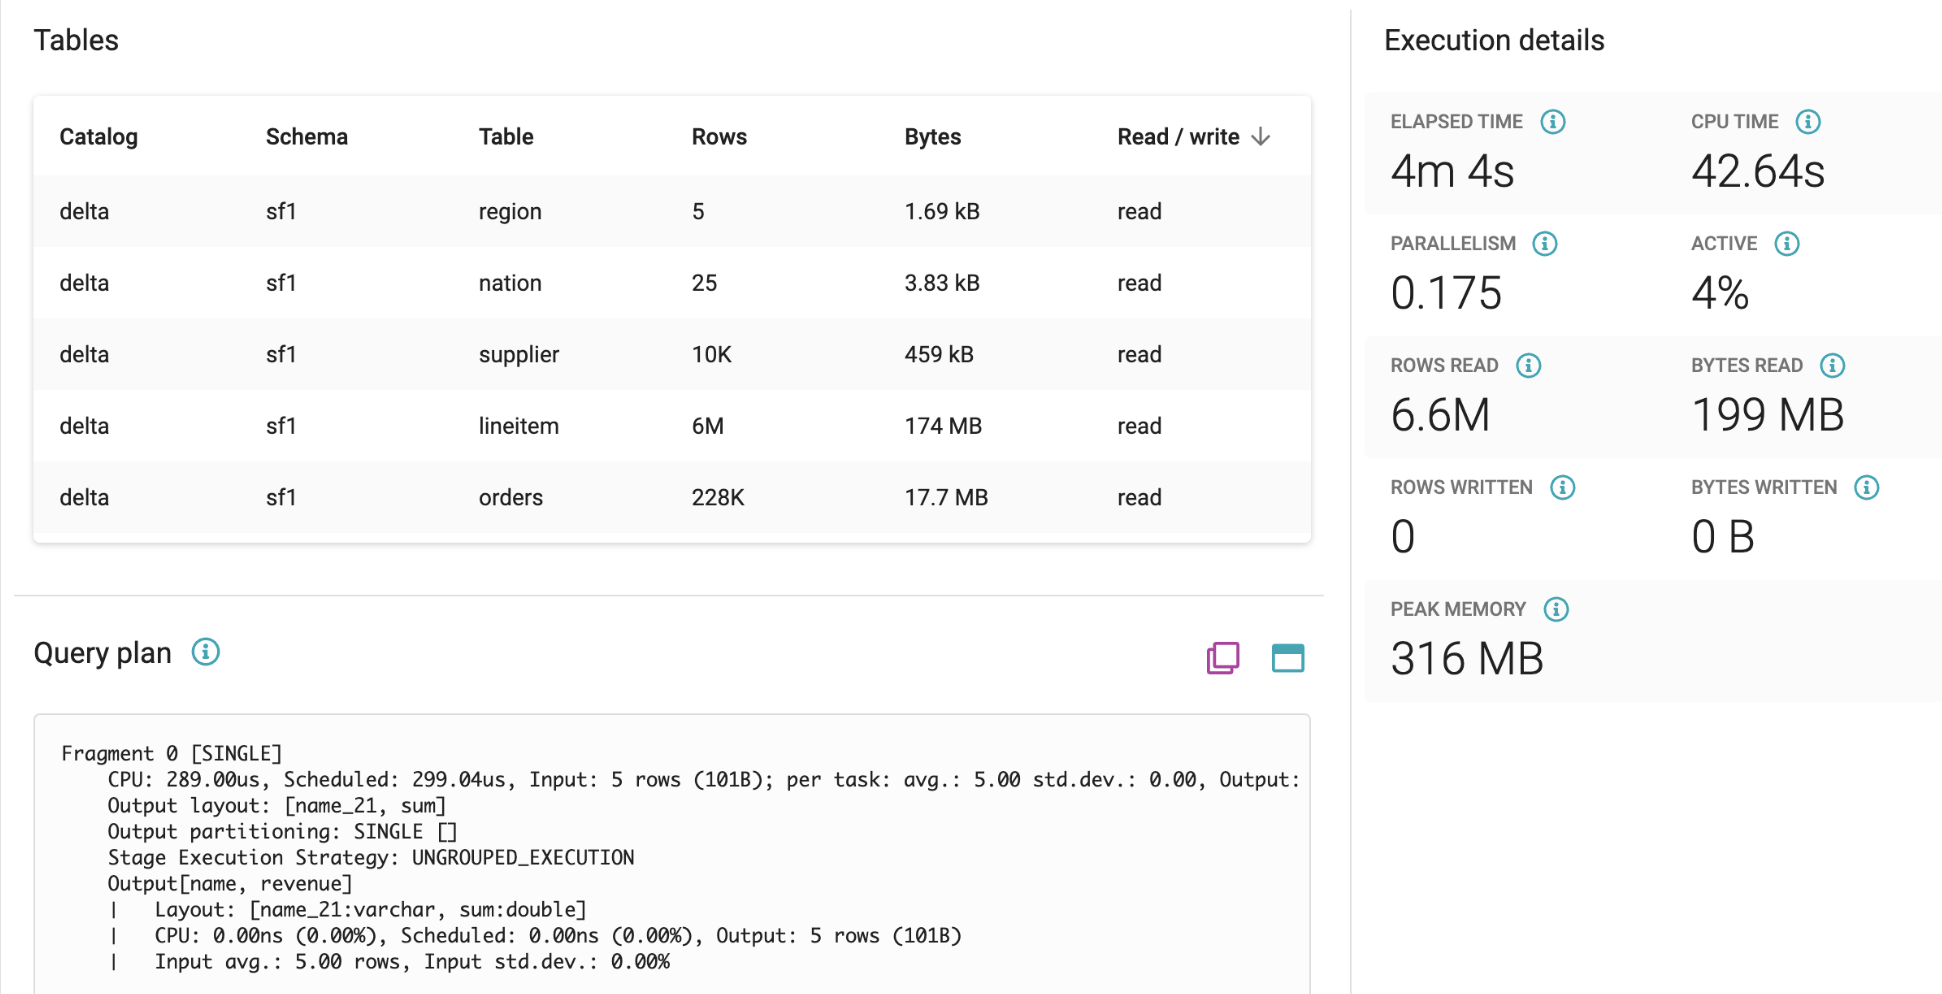 Tables
Catalog Schema Table Rows Bytes Read / write
delta sf1 region 5 1.69 kB read
delta sf1 nation 25 3.83 kB read
delta sf1 supplier 10K 459 kB read
delta sf1 lineitem 6M 174 MB read
delta sf1 orders 228K 17.7 MB read
Query plan
Fragment 0 [SINGLE]
CPU: 289.00us, Scheduled: 299.04us, Input: 5 rows (101B); per task: avg.: 5.00 std.dev.: 0.00, Output:
Output layout: [name_21, sum]
Output partitioning: SINGLE []
Stage Execution Strategy: UNGROUPED_EXECUTION
Output[name, revenue]
| Layout: [name_21:varchar, sum:double]
| CPU: 0.00ns (0.00%), Scheduled: 0.00ns (0.00%), Output: 5 rows (101B)
| Input avg.: 5.00 rows, Input std.dev.: 0.00%
Execution details
ELAPSED TIME CPU TIME
4m 4s 42.64s
PARALLELISM ACTIVE
0.175 4%
ROWS READ BYTES READ
6.6M 199 MB
ROWS WRITTEN BYTES WRITTEN
0 0 B
PEAK MEMORY
316 MB